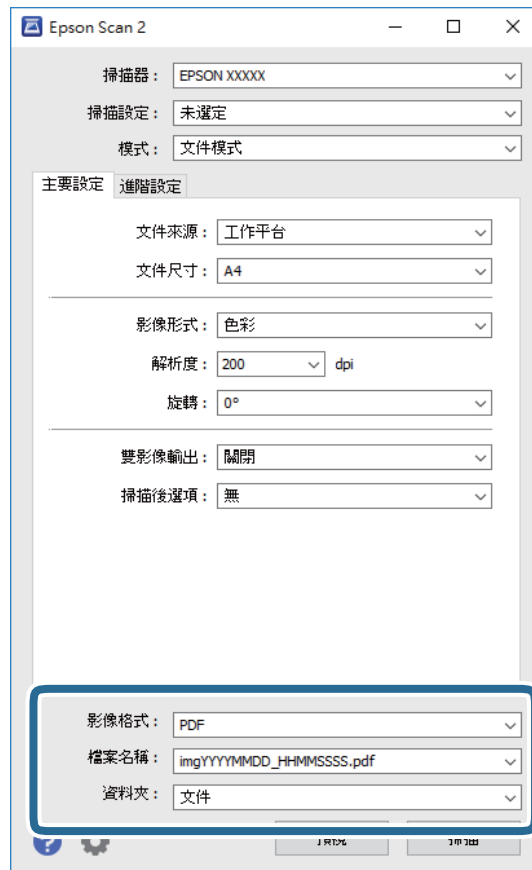 Epson Scan 2
掃描器： EPSON XXXXX
掃描設定： 未選定
模式： 文件模式
主要設定 進階設定
文件來源： 工作平台
文件尺寸： A4
影像形式： 色彩
解析度： 200 dpi
旋轉： 0°
雙影像輸出： 關閉
掃描後選項： 無
影像格式： PDF
檔案名稱： imgYYYYMMDD_HHMMSSSS.pdf
資料夾： 文件
?